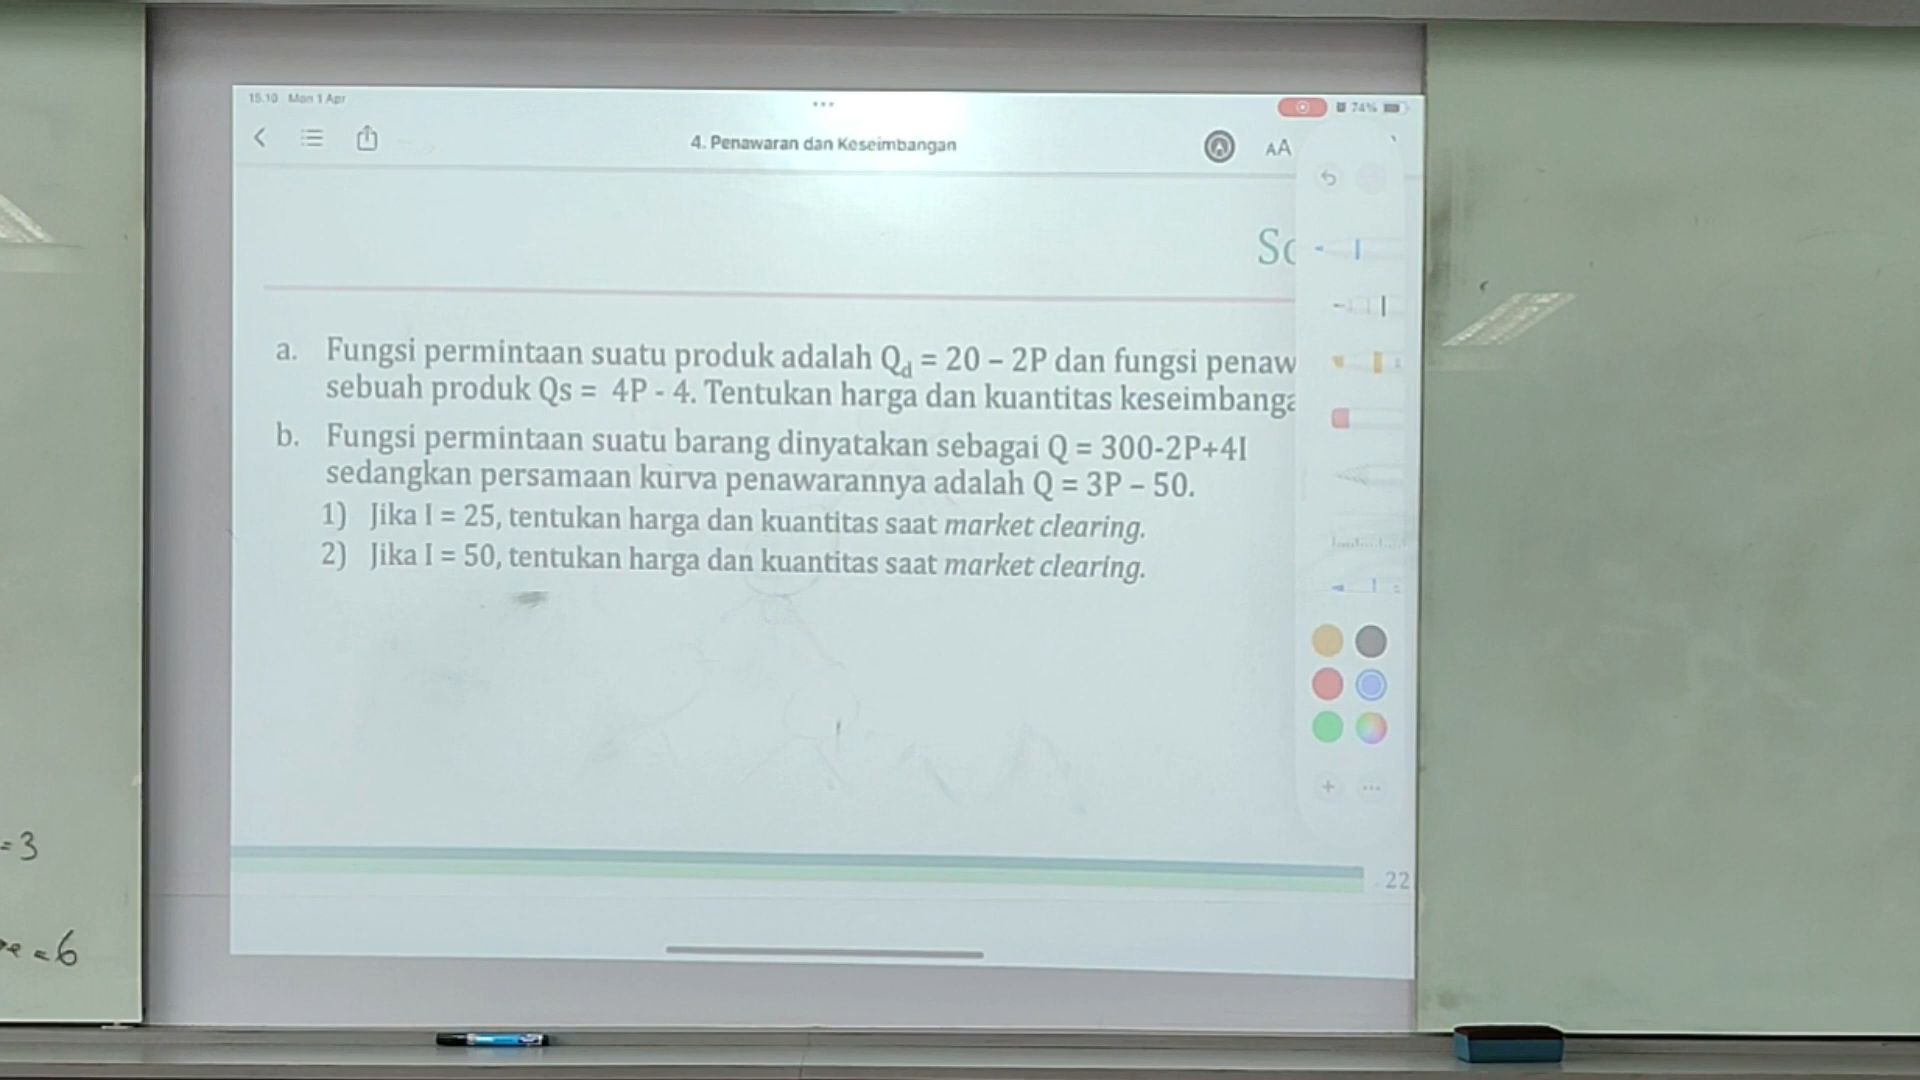 15.10 Mon 1 Apr
74%
4. Penawaran dan Keseimbangan
AA
So
a. Fungsi permintaan suatu produk adalah Qd = 20 – 2P dan fungsi penaw
sebuah produk Qs = 4P - 4. Tentukan harga dan kuantitas keseimbanga
b. Fungsi permintaan suatu barang dinyatakan sebagai Q = 300-2P+4I
sedangkan persamaan kurva penawarannya adalah Q = 3P – 50.
1) Jika I = 25, tentukan harga dan kuantitas saat market clearing.
2) Jika I = 50, tentukan harga dan kuantitas saat market clearing.
22
=3
= 6